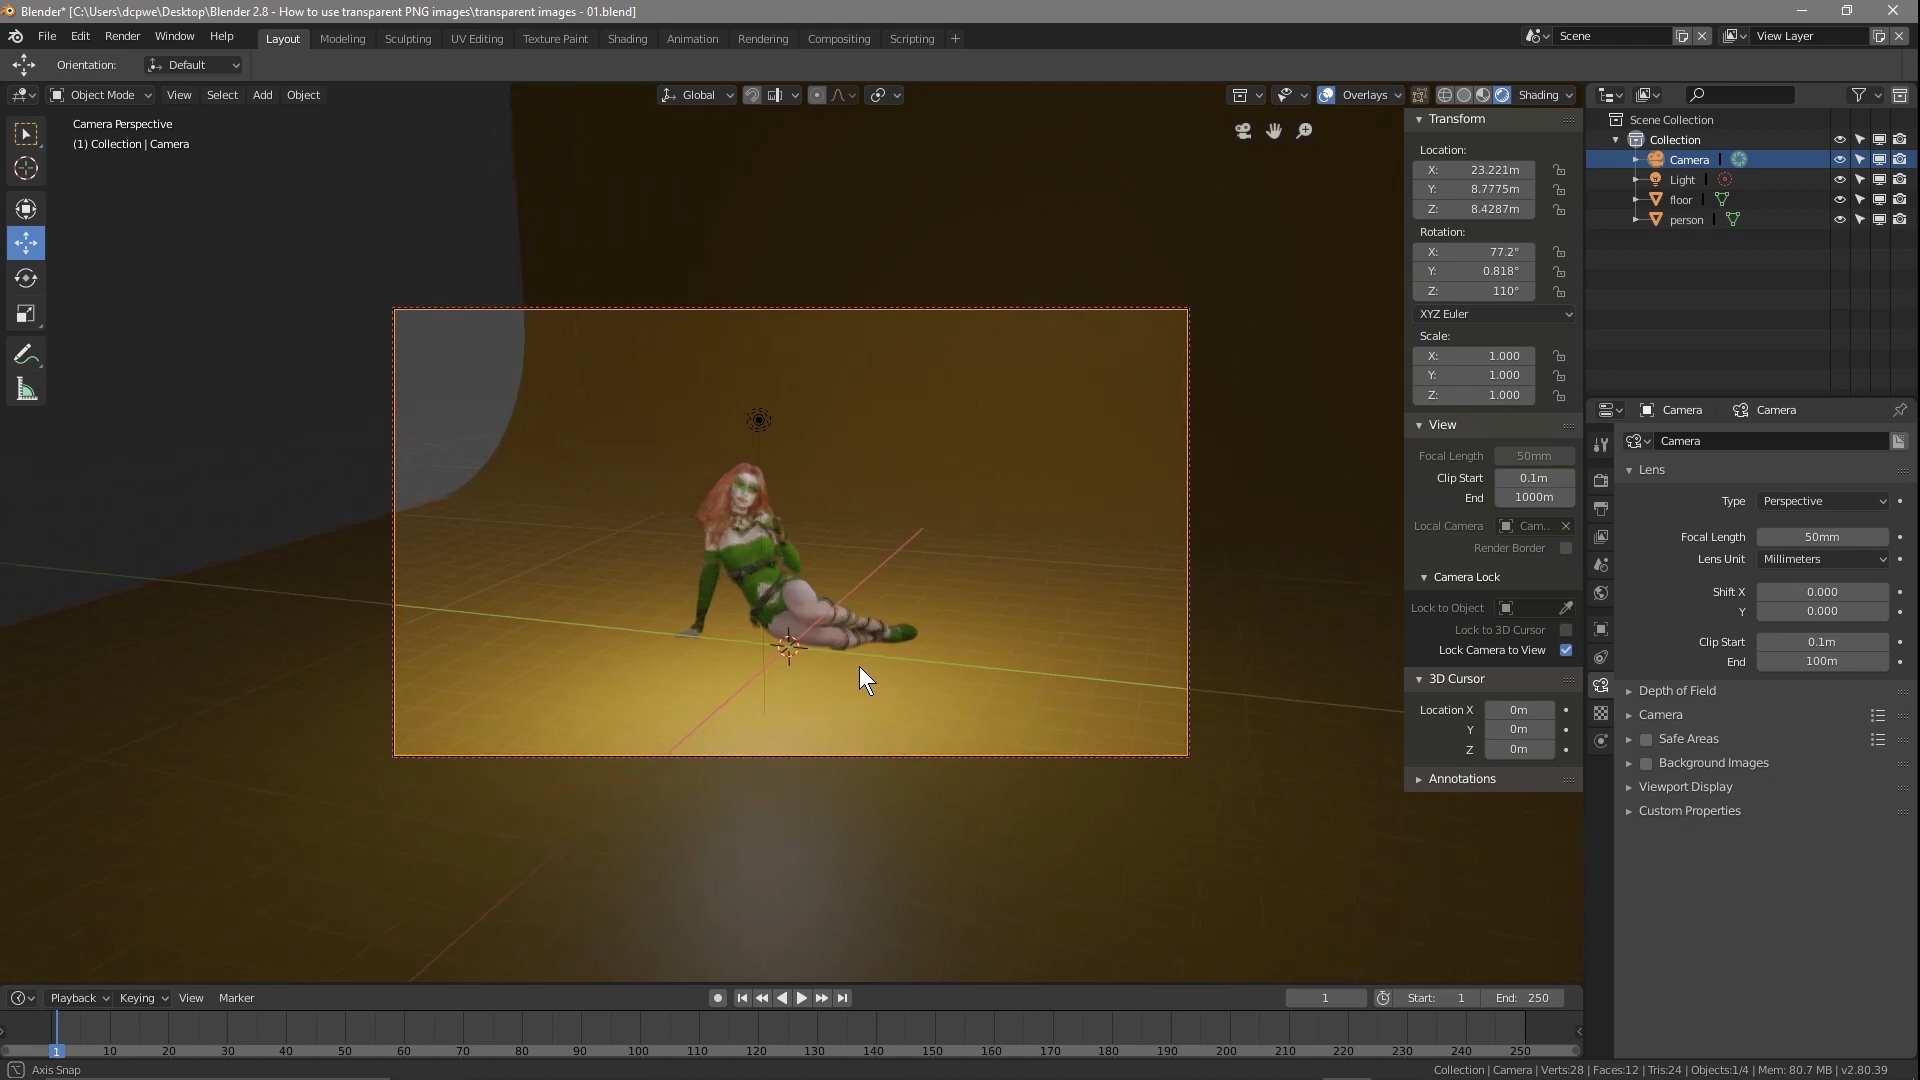 Blender* [C:\Users\dcpwe\Desktop\Blender 2.8 - How to use transparent PNG images\transparent images - 01.blend]
File Edit Render Window Help Layout Modeling Sculpting UV Editing Texture Paint Shading Animation Rendering Compositing Scripting + Scene View Layer
Orientation: Default
Object Mode View Select Add Object Global Overlays Shading
Camera Perspective
(1) Collection | Camera
Transform
Location:
X: 23.221m
Y: 8.7775m
Z: 8.4287m
Rotation:
X: 77.2°
Y: 0.818°
Z: 110°
XYZ Euler
Scale:
X: 1.000
Y: 1.000
Z: 1.000
View
Focal Length 50mm
Clip Start 0.1m
End 1000m
Local Camera Cam..
Render Border
Camera Lock
Lock to Object
Lock to 3D Cursor
Lock Camera to View
3D Cursor
Location X 0m
Y 0m
Z 0m
Annotations
Scene Collection
Collection
Camera
Light
floor
person
Camera Camera
Camera
Lens
Type Perspective
Focal Length 50mm
Lens Unit Millimeters
Shift X 0.000
Y 0.000
Clip Start 0.1m
End 100m
Depth of Field
Camera
Safe Areas
Background Images
Viewport Display
Custom Properties
Playback Keying View Marker 1 Start: 1 End: 250
1 10 20 30 40 50 60 70 80 90 100 110 120 130 140 150 160 170 180 190 200 210 220 230 240 250
Axis Snap
Collection | Camera | Verts:28 | Faces:12 | Tris:24 | Objects:1/4 | Mem: 80.7 MB | v2.80.39